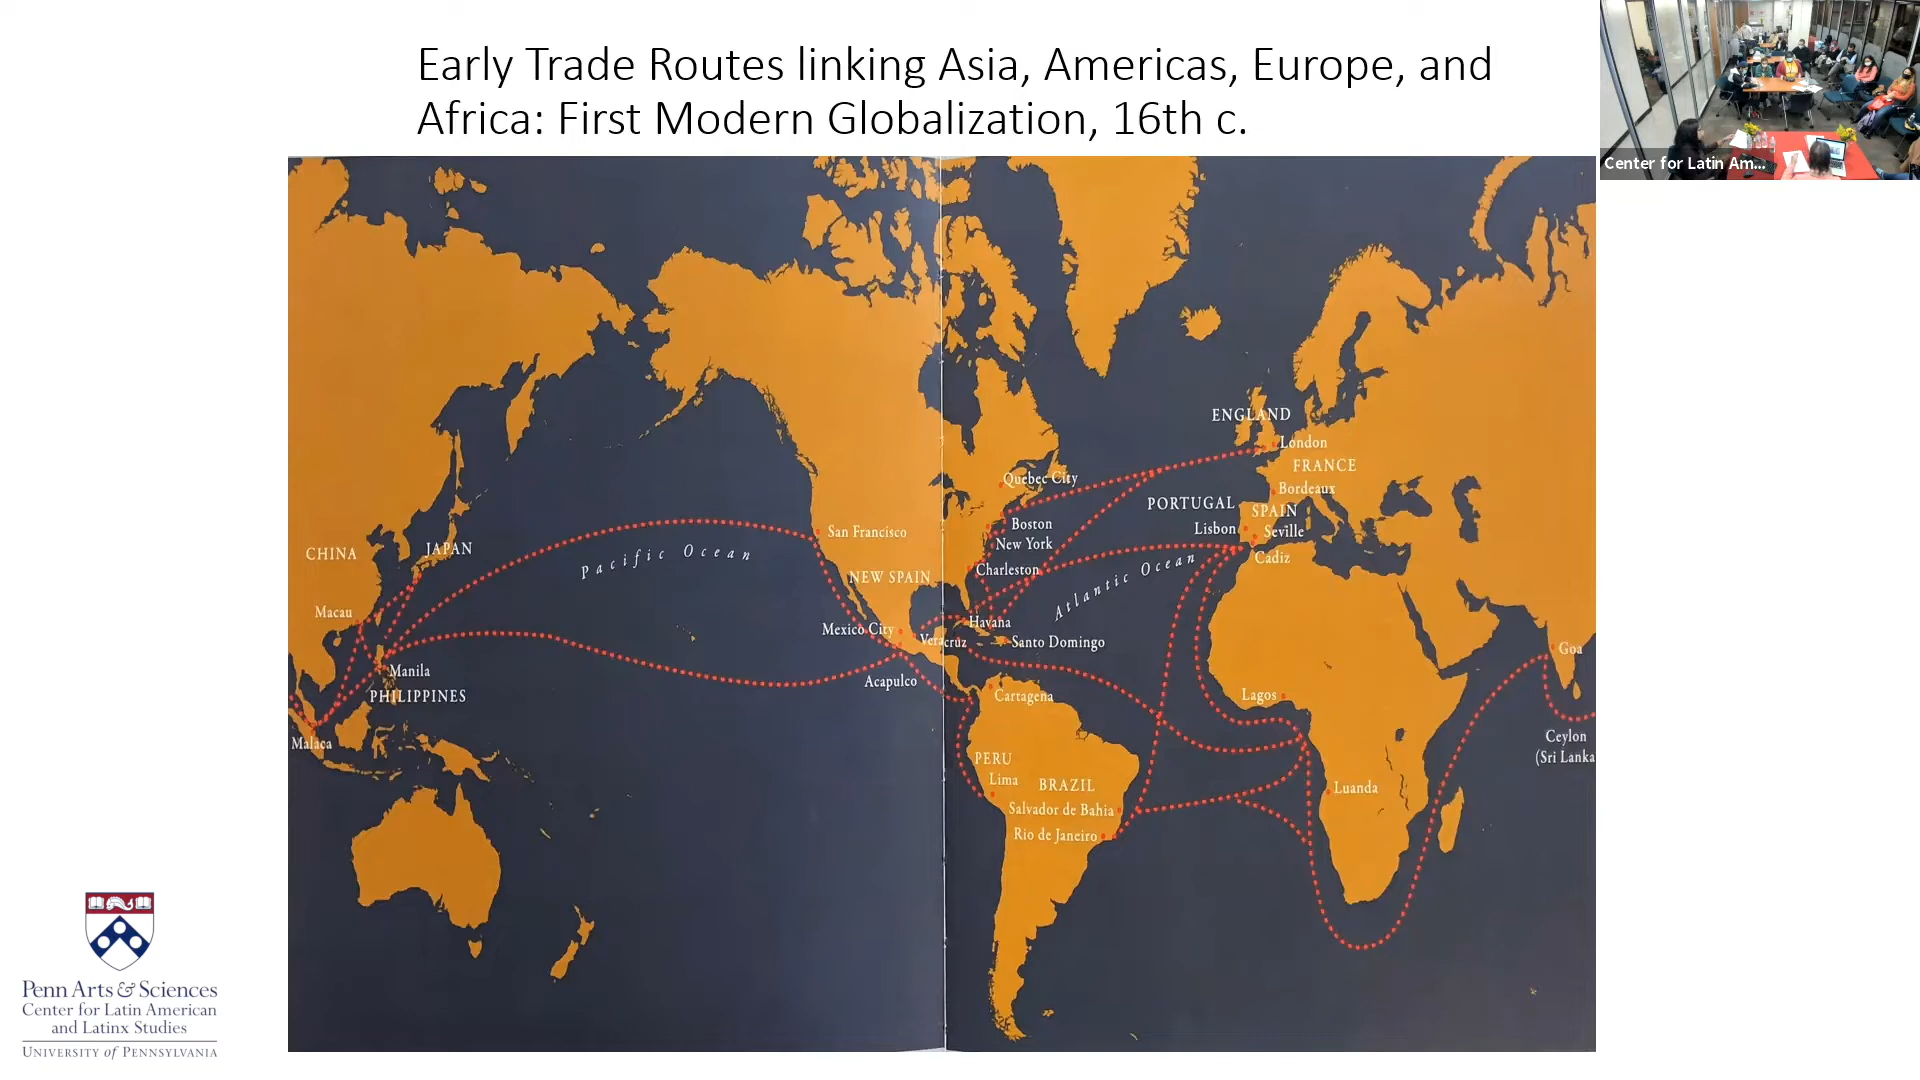 Early Trade Routes linking Asia, Americas, Europe, and
Africa: First Modern Globalization, 16th c.
Center for Latin Am...
ENGLAND
London
FRANCE
Quebec City
Bordeaux
PORTUGAL
SPAIN
Lisbon
Seville
Boston
San Francisco
New York
CHINA
JAPAN
Pacific Ocean
Cadiz
Charleston
NEW SPAIN
Atlantic Ocean
Macau
Havana
Mexico City
Veracruz
Santo Domingo
Goa
Manila
Acapulco
PHILIPPINES
Cartagena
Lagos
Malaca
Ceylon
(Sri Lanka
PERU
Lima
BRAZIL
Luanda
Salvador de Bahia
Rio de Janeiro
Penn Arts & Sciences
Center for Latin American
and Latinx Studies
UNIVERSITY of PENNSYLVANIA